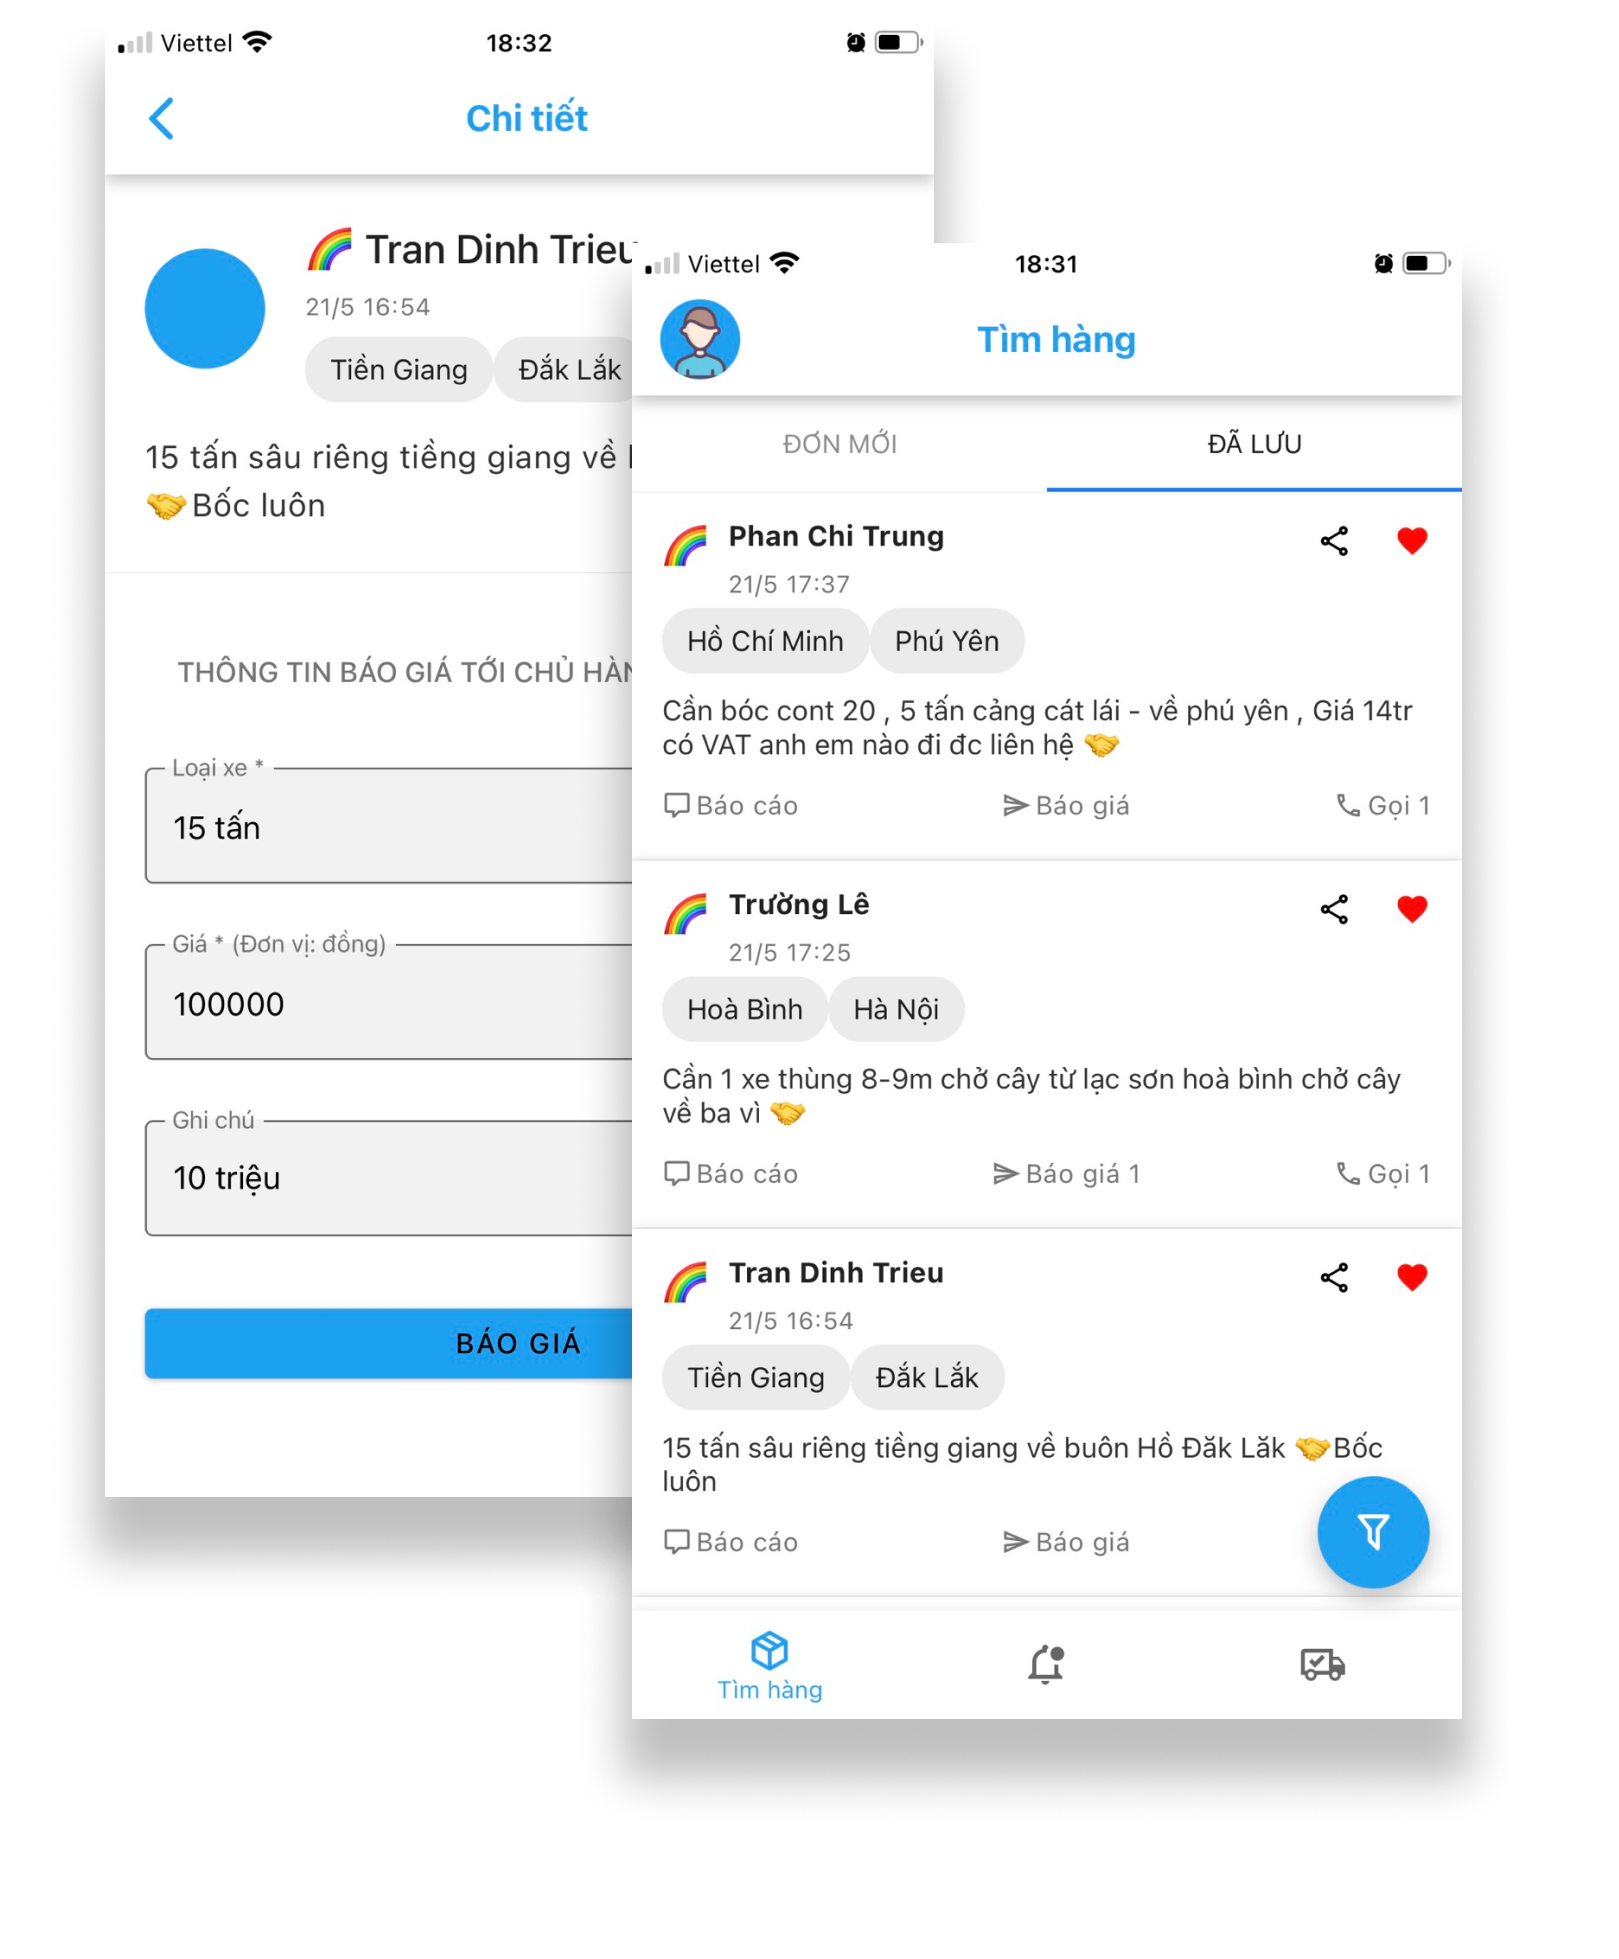 Viettel 18:32
Chi tiết
Tran Dinh Trieu
21/5 16:54
Tiền Giang Đắk Lắk
15 tấn sâu riêng tiềng giang về
🤝Bốc luôn
THÔNG TIN BÁO GIÁ TỚI CHỦ HÀN
Loại xe *
15 tấn
Giá * (Đơn vị: đồng)
100000
Ghi chú
10 triệu
BÁO GIÁ
Viettel 18:31
Tìm hàng
ĐƠN MỚI ĐÃ LƯU
Phan Chi Trung
21/5 17:37
Hồ Chí Minh Phú Yên
Cần bóc cont 20 , 5 tấn cảng cát lái - về phú yên , Giá 14tr
có VAT anh em nào đi đc liên hệ 🤝
Báo cáo Báo giá Gọi 1
Trường Lê
21/5 17:25
Hoà Bình Hà Nội
Cần 1 xe thùng 8-9m chở cây từ lạc sơn hoà bình chở cây
về ba vì 🤝
Báo cáo Báo giá 1 Gọi 1
Tran Dinh Trieu
21/5 16:54
Tiền Giang Đắk Lắk
15 tấn sâu riêng tiềng giang về buôn Hồ Đăk Lăk 🤝Bốc
luôn
Báo cáo Báo giá
Tìm hàng